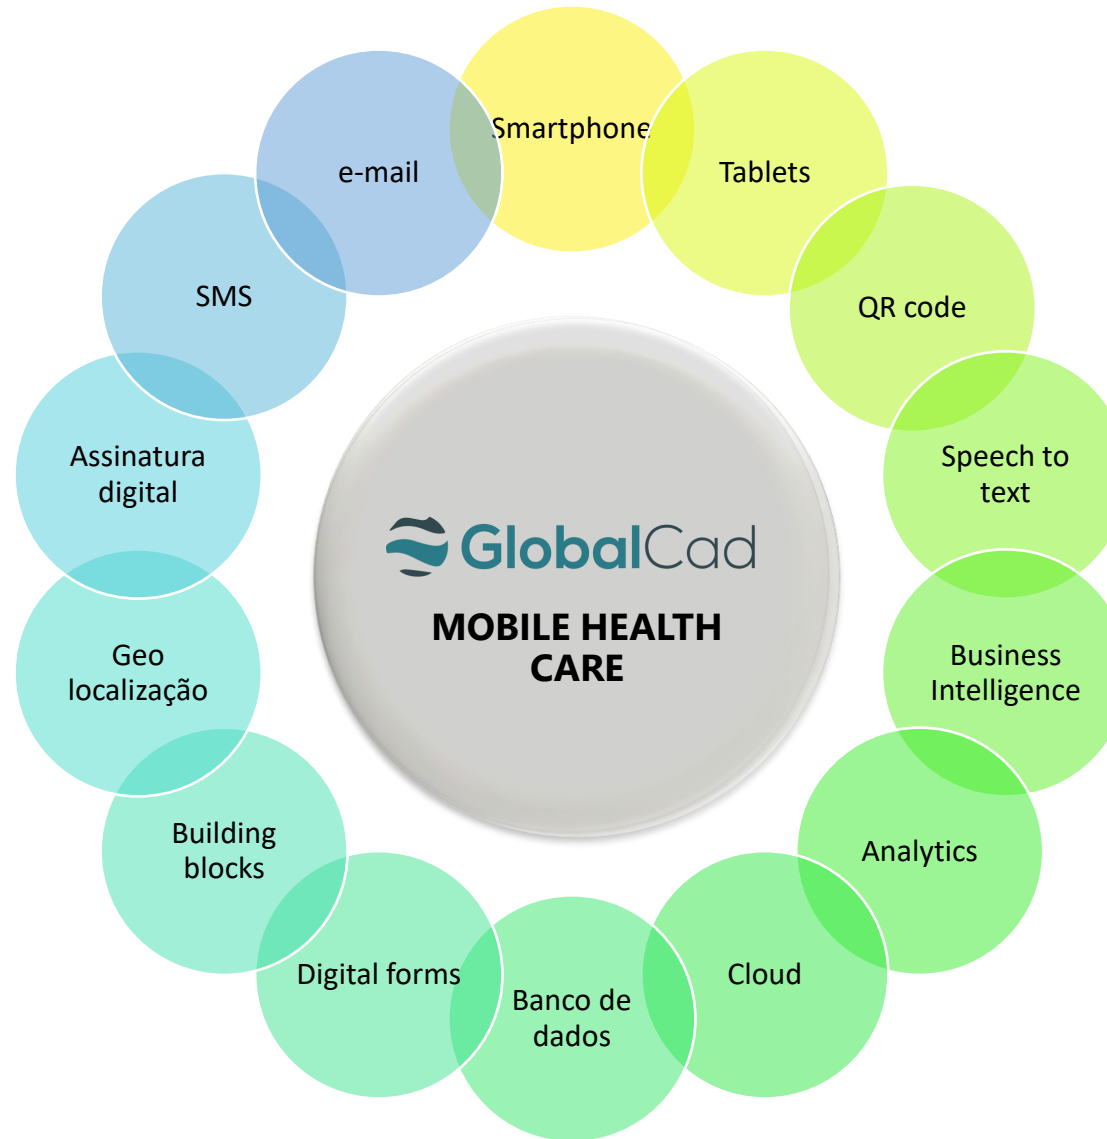 Smartphone
Tablets
QR code
Speech to
text
Business
Intelligence
Analytics
Cloud
Banco de
dados
Digital forms
Building
blocks
Geo
localização
Assinatura
digital
SMS
e-mail
GlobalCad
MOBILE HEALTH
CARE